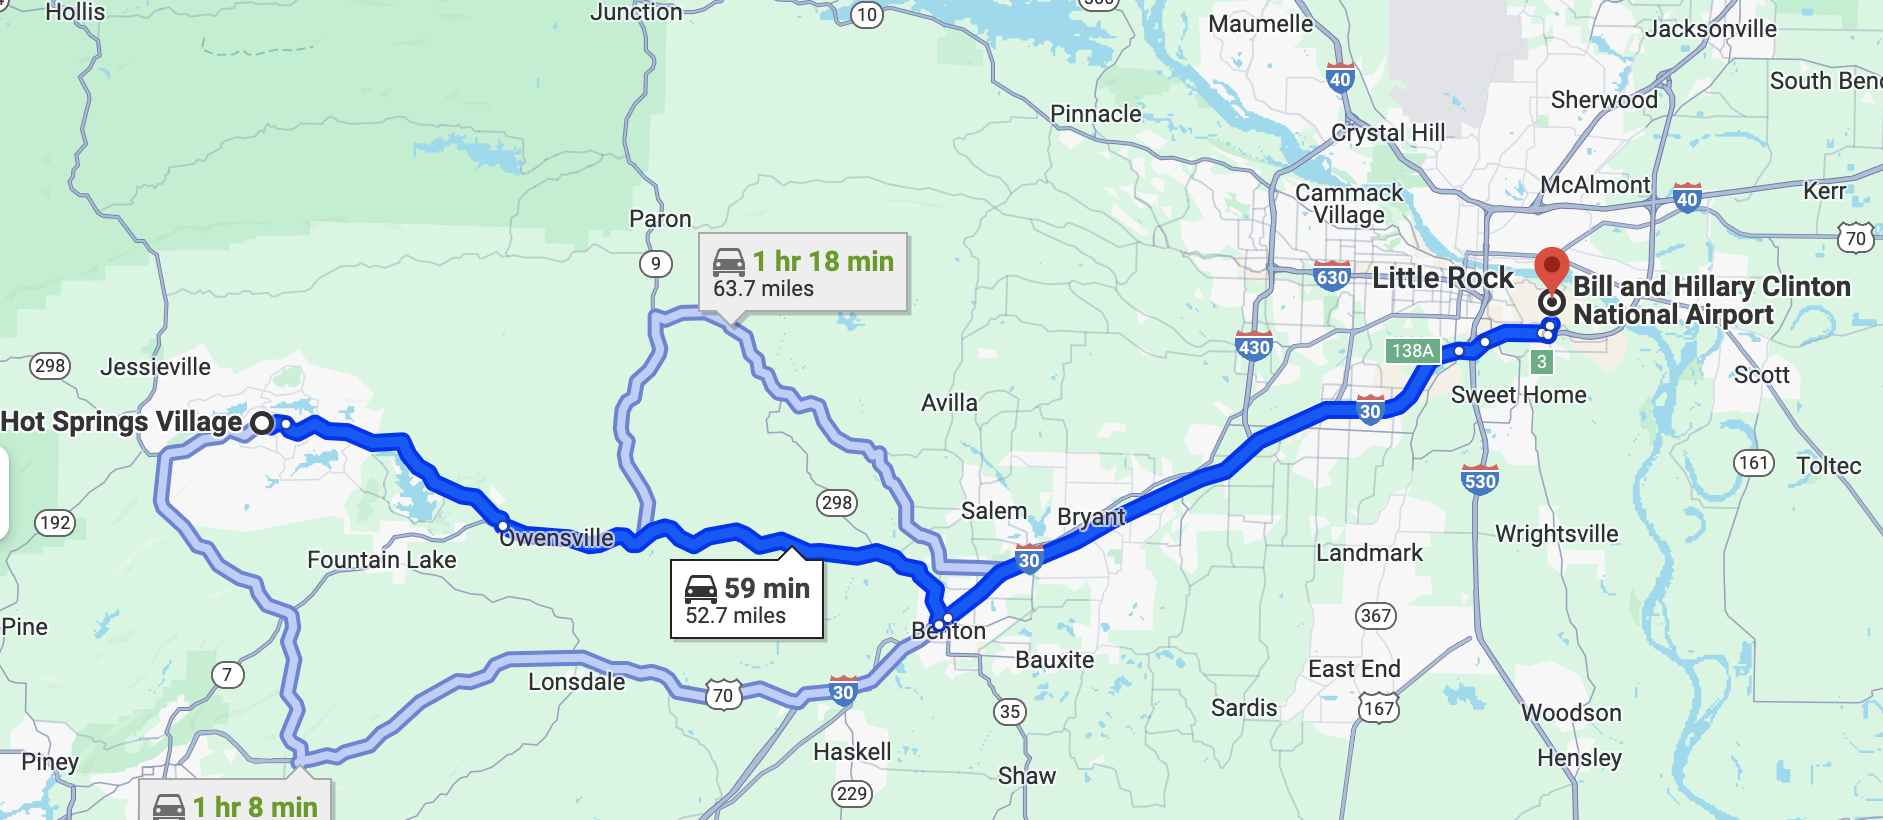 Hollis
Junction
10
Maumelle
Jacksonville
40
South Bend
Sherwood
Pinnacle
Crystal Hill
McAlmont
Cammack
Village
40
Kerr
Paron
70
9
1 hr 18 min
63.7 miles
630
Little Rock
Bill and Hillary Clinton
National Airport
430
138A
3
298
Jessieville
Scott
Sweet Home
Avilla
30
Hot Springs Village
161
Toltec
530
298
Salem
Bryant
192
Owensville
Wrightsville
Fountain Lake
30
Landmark
59 min
52.7 miles
367
Pine
Benton
Bauxite
East End
7
Lonsdale
70
30
35
Sardis
167
Woodson
Haskell
Hensley
Piney
Shaw
229
1 hr 8 min